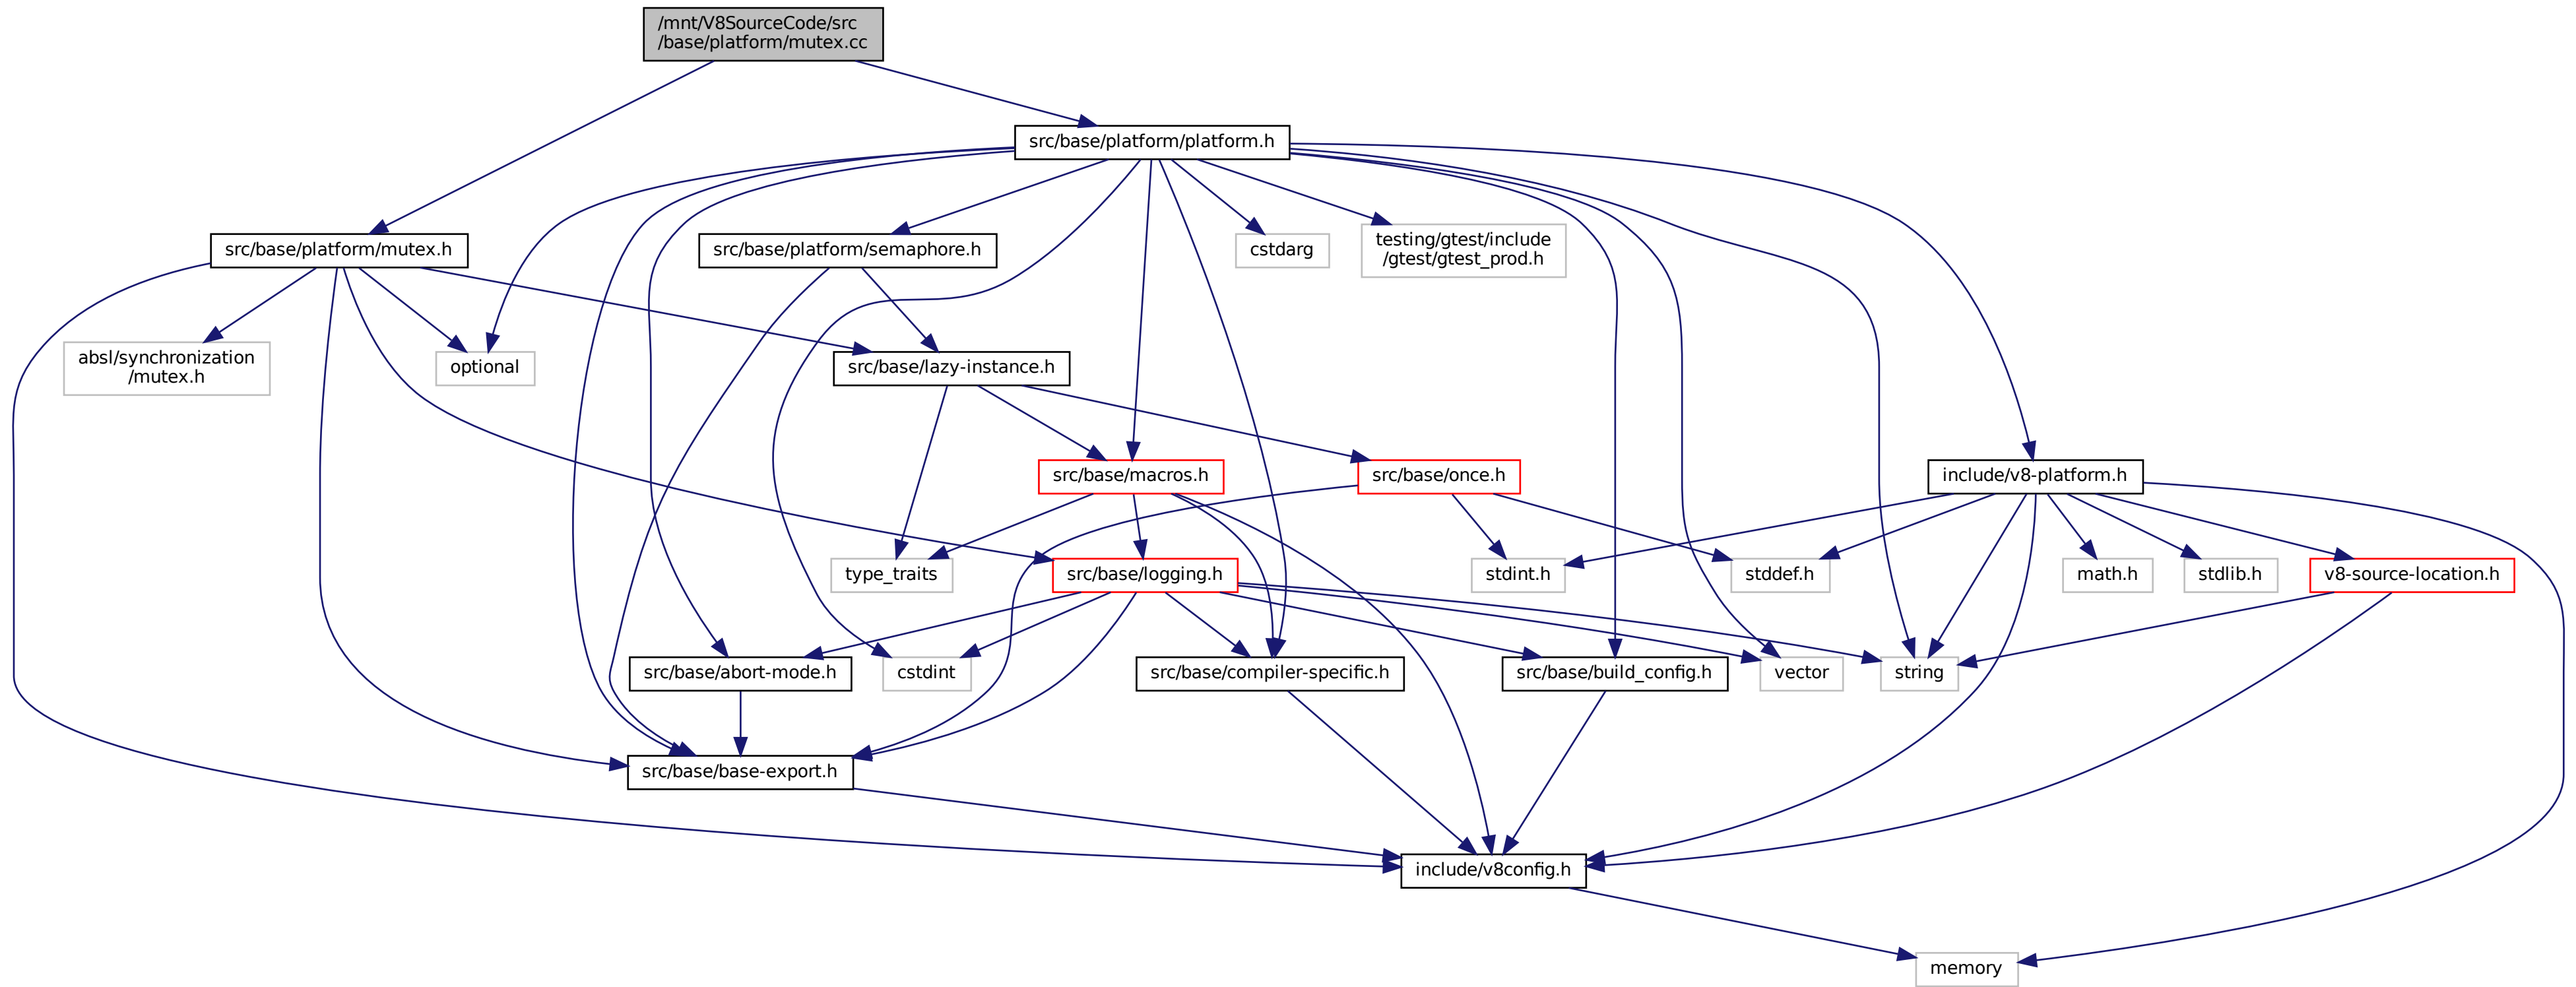 /mnt/V8SourceCode/src
/base/platform/mutex.cc
src/base/platform/platform.h
src/base/platform/mutex.h
src/base/platform/semaphore.h
cstdarg
testing/gtest/include
/gtest/gtest_prod.h
absl/synchronization
/mutex.h
optional
src/base/lazy-instance.h
src/base/macros.h
src/base/once.h
include/v8-platform.h
type_traits
src/base/logging.h
stdint.h
stddef.h
math.h
stdlib.h
v8-source-location.h
src/base/abort-mode.h
cstdint
src/base/compiler-specific.h
src/base/build_config.h
vector
string
src/base/base-export.h
include/v8config.h
memory